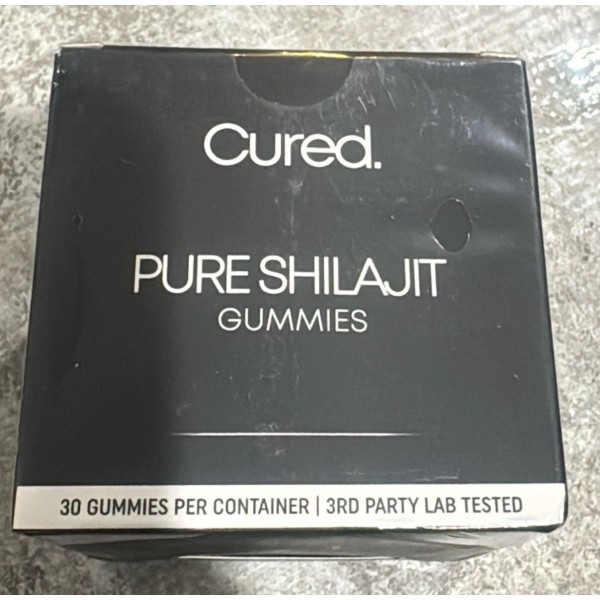 Cured.
PURE SHILAJIT
GUMMIES
30 GUMMIES PER CONTAINER | 3RD PARTY LAB TESTED